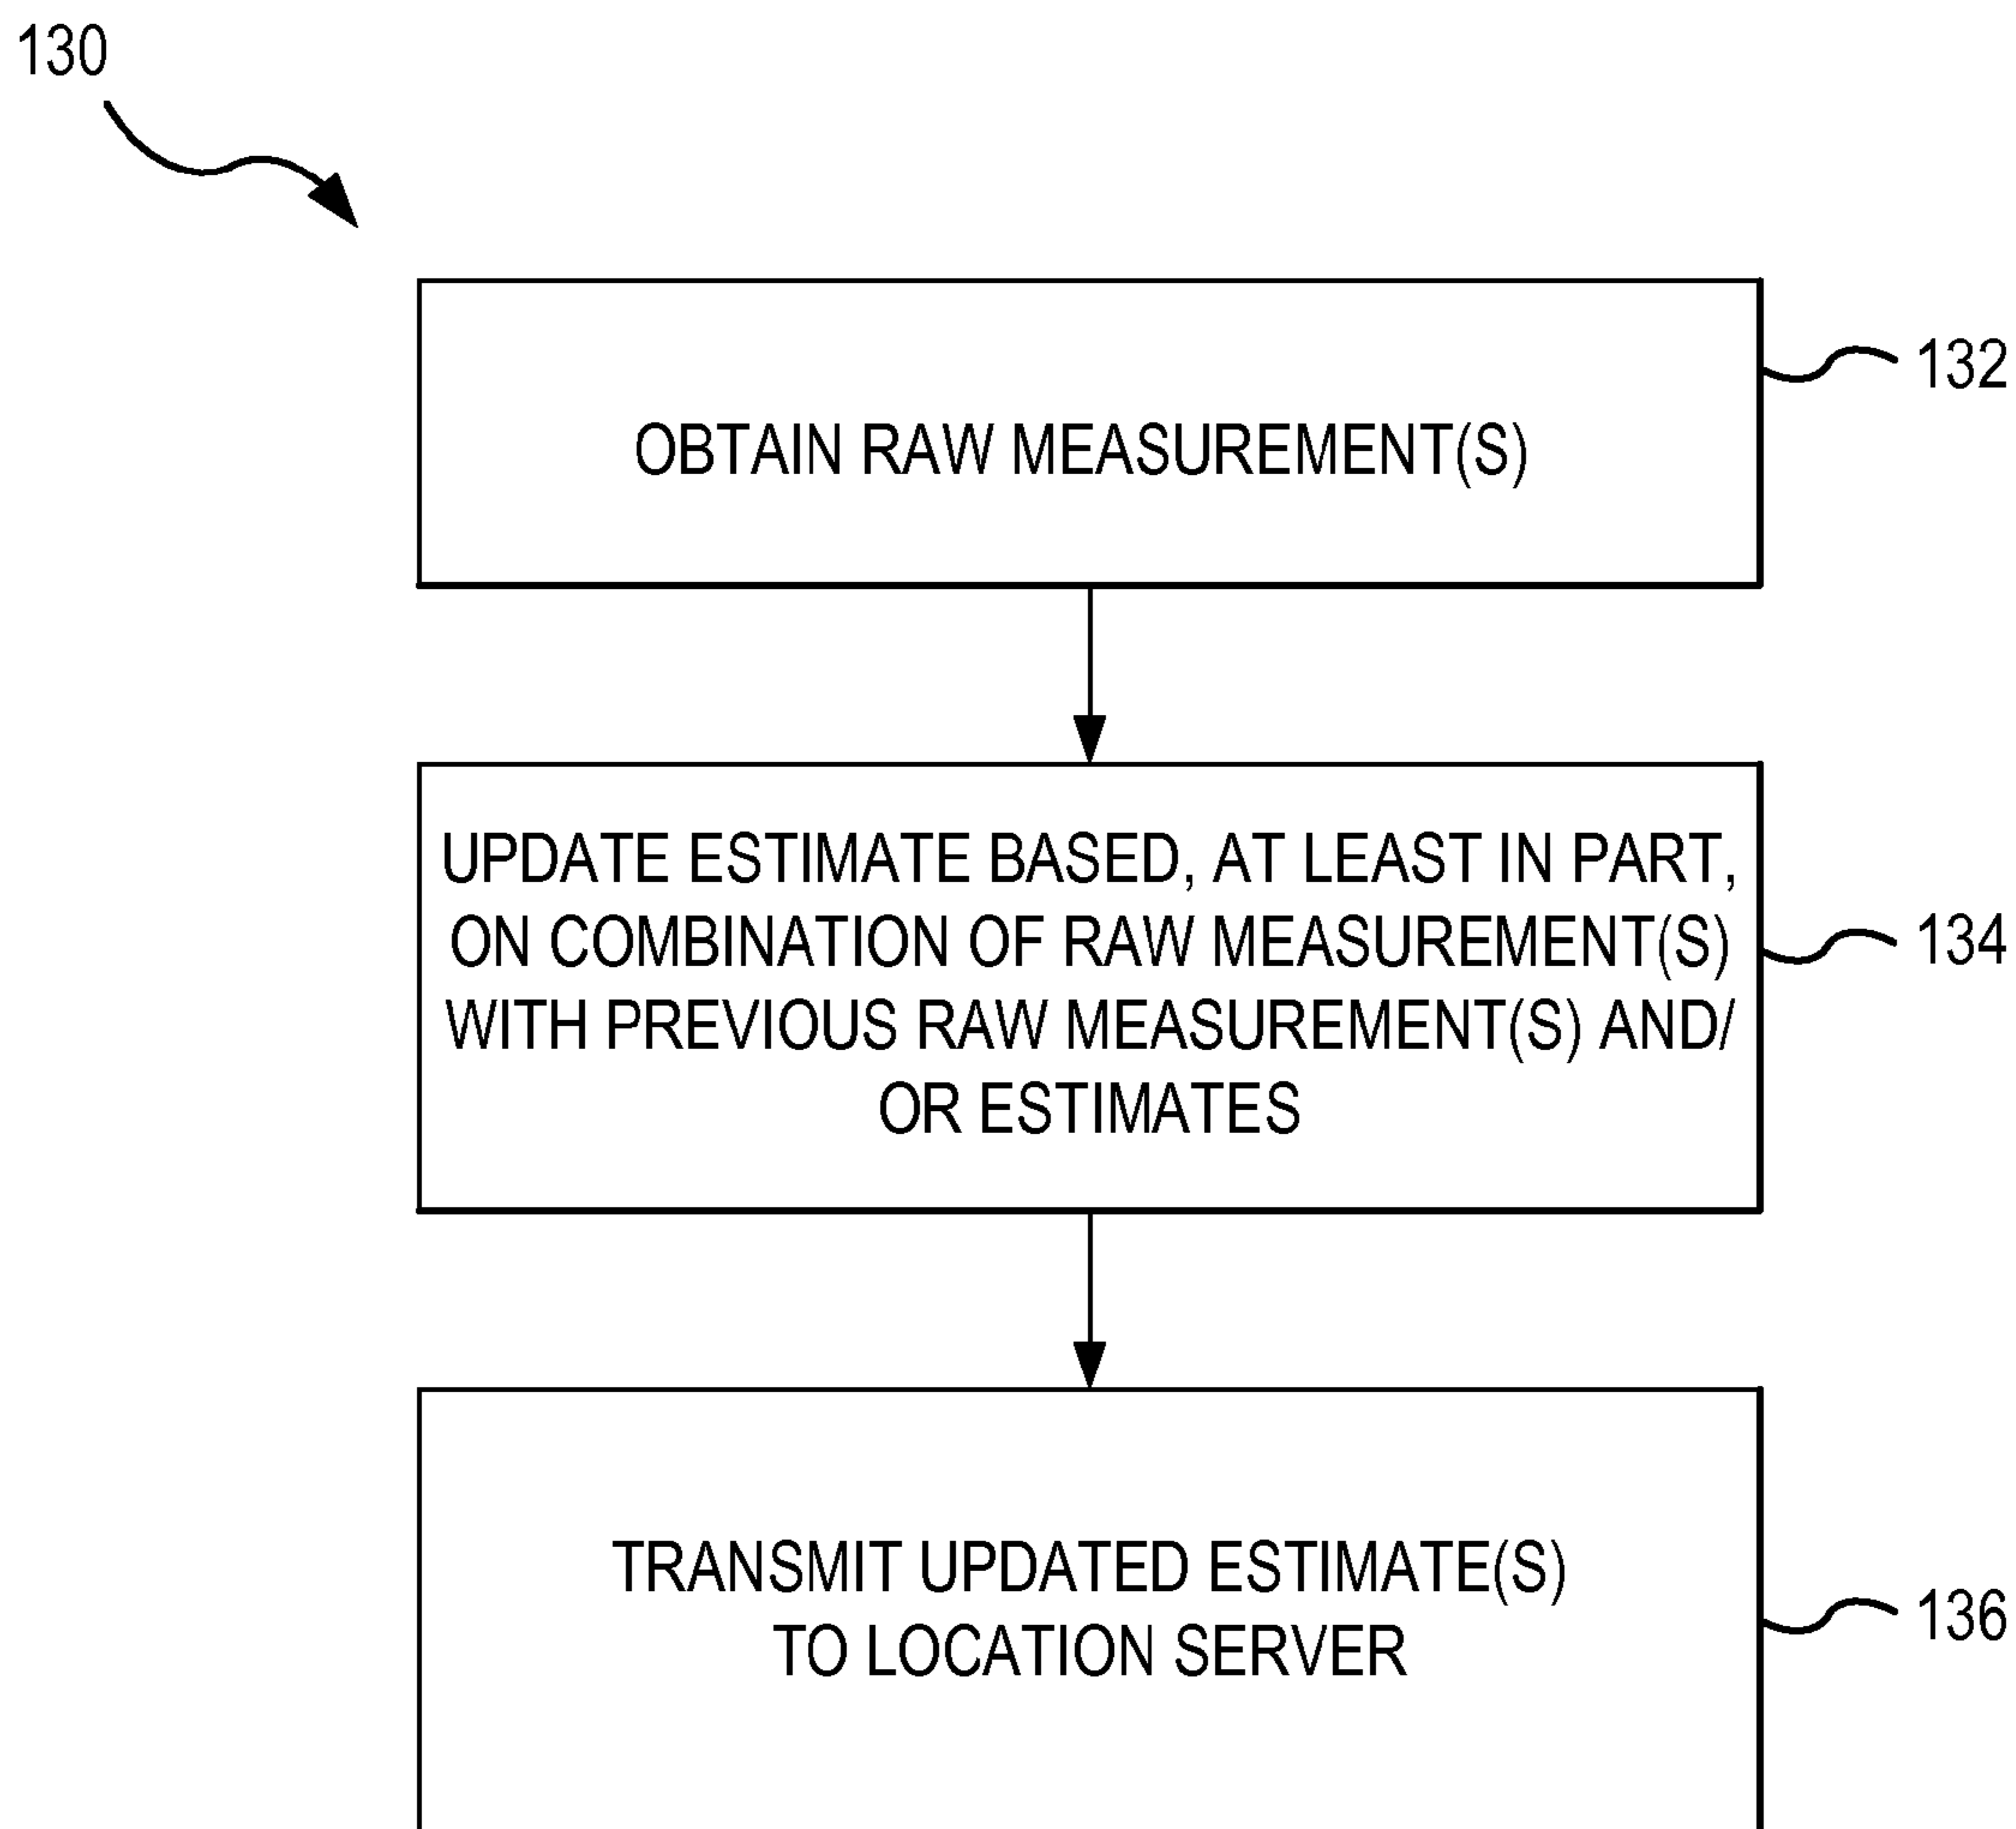 130
132
OBTAIN RAW MEASUREMENT(S)
UPDATE ESTIMATE BASED, AT LEAST IN PART,
ON COMBINATION OF RAW MEASUREMENT(S)
134
WITH PREVIOUS RAW MEASUREMENT(S) AND/
OR ESTIMATES
TRANSMIT UPDATED ESTIMATE(S)
136
TO LOCATION SERVER